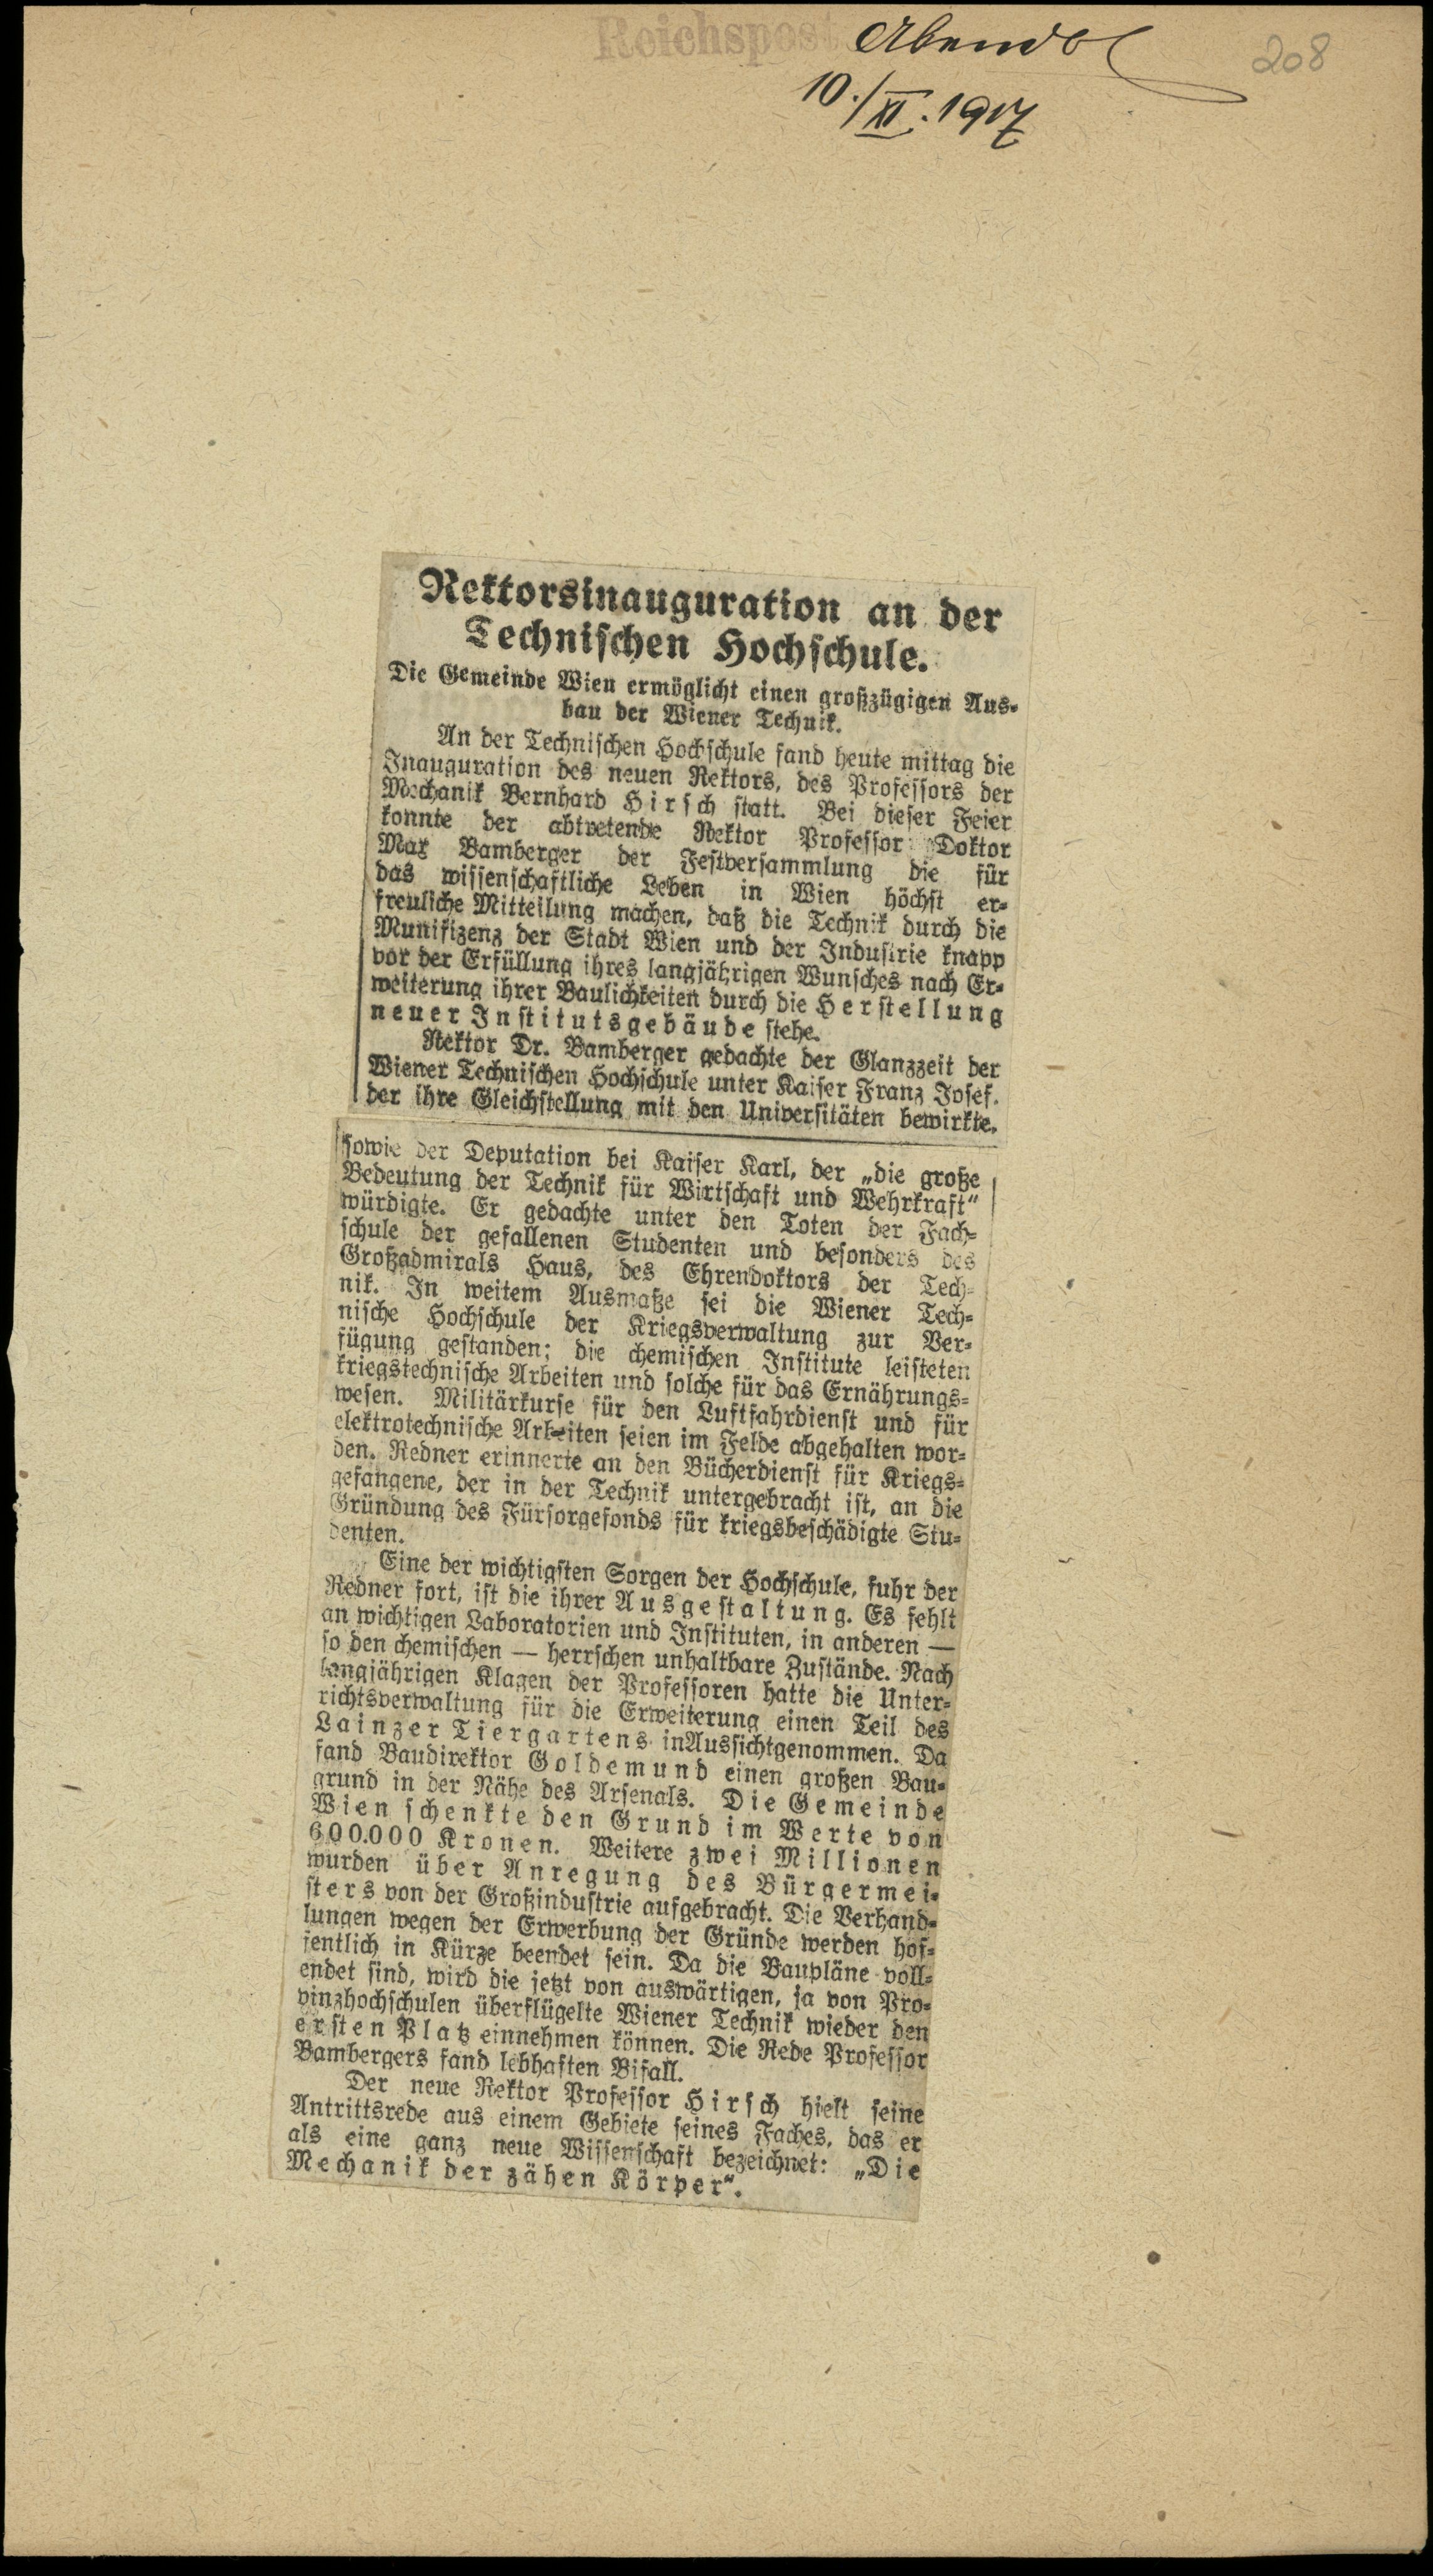 Reichspost Abendbl
208
10./XI. 1917
Rektorsinauguration an der
Technischen Hochschule.
Die Gemeinde Wien ermöglicht einen großzügigen Aus-
bau der Wiener Technik.
An der Technischen Hochschule fand heute mittag die
Inauguration des neuen Rektors, des Professors der
Mechanik Bernhard Hirsch statt. Bei dieser Feier
konnte der abtretende Rektor Professor Doktor
Max Bamberger der Festversammlung die für
das wissenschaftliche Leben in Wien höchst er-
freuliche Mitteilung machen, daß die Technik durch die
Munifizenz der Stadt Wien und der Industrie knapp
vor der Erfüllung ihres langjährigen Wunsches nach Er-
weiterung ihrer Baulichkeiten durch die Herstellung
neuer Institutsgebäude stehe.
Rektor Dr. Bamberger gedachte der Glanzzeit der
Wiener Technischen Hochschule unter Kaiser Franz Josef,
der ihre Gleichstellung mit den Universitäten bewirkte,
sowie der Deputation bei Kaiser Karl, der „die große
Bedeutung der Technik für Wirtschaft und Wehrkraft“
würdigte. Er gedachte unter den Toten der Fach-
schule der gefallenen Studenten und besonders des
Großadmirals Haus, des Ehrendoktors der Tech-
nik. In weitem Ausmaße sei die Wiener Tech-
nische Hochschule der Kriegsverwaltung zur Ver-
fügung gestanden; die chemischen Institute leisteten
kriegstechnische Arbeiten und solche für das Ernährungs-
wesen. Militärkurse für den Luftfahrdienst und für
elektrotechnische Arbeiten seien im Felde abgehalten wor-
den. Redner erinnerte an den Bücherdienst für Kriegs-
gefangene, der in der Technik untergebracht ist, an die
Gründung des Fürsorgefonds für kriegsbeschädigte Stu-
denten.
Eine der wichtigsten Sorgen der Hochschule, fuhr der
Redner fort, ist die ihrer Ausgestaltung. Es fehlt
an wichtigen Laboratorien und Instituten, in anderen —
so den chemischen — herrschen unhaltbare Zustände. Nach
langjährigen Klagen der Professoren hatte die Unter-
richtsverwaltung für die Erweiterung einen Teil des
Lainzer Tiergartens inAussichtgenommen. Da
fand Baudirektor Goldemund einen großen Bau-
grund in der Nähe des Arsenals. Die Gemeinde
Wien schenkte den Grund im Werte von
600.000 Kronen. Weitere zwei Millionen
wurden über Anregung des Bürgermei-
sters von der Großindustrie aufgebracht. Die Verhand-
lungen wegen der Erwerbung der Gründe werden hof-
fentlich in Kürze beendet sein. Da die Baupläne voll-
endet sind, wird die jetzt von auswärtigen, ja von Pro-
vinzhochschulen überflügelte Wiener Technik wieder den
ersten Platz einnehmen können. Die Rede Professor
Bambergers fand lebhaften Bifall.
Der neue Rektor Professor Hirsch hielt seine
Antrittsrede aus einem Gebiete seines Faches, das er
als eine ganz neue Wissenschaft bezeichnet: „Die
Mechanik der zähen Körper“.